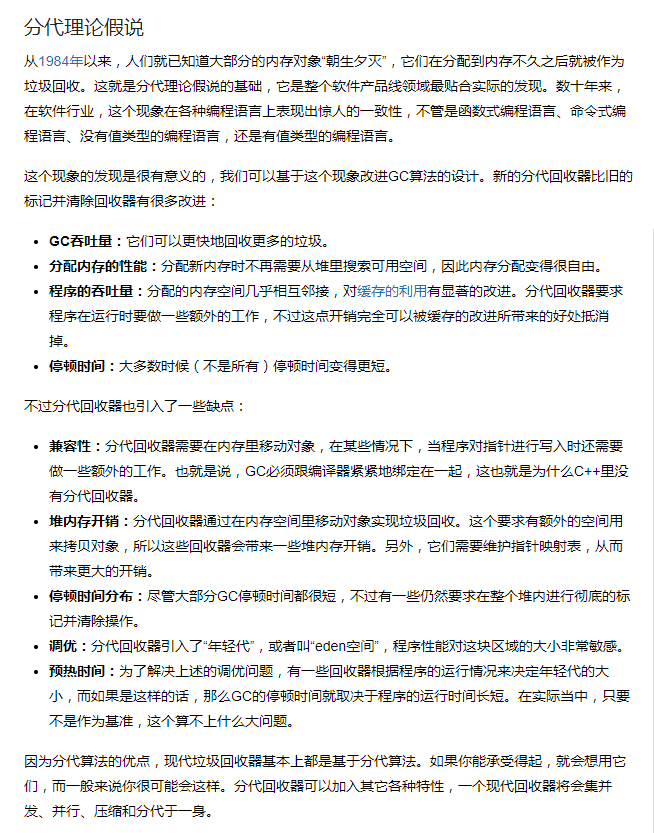 分代理论假说
从1984年以来，人们就已知道大部分的内存对象“朝生夕灭”，它们在分配到内存不久之后就被作为
垃圾回收。这就是分代理论假说的基础，它是整个软件产品线领域最贴合实际的发现。数十年来，
在软件行业，这个现象在各种编程语言上表现出惊人的一致性，不管是函数式编程语言、命令式编
程语言、没有值类型的编程语言，还是有值类型的编程语言。
这个现象的发现是很有意义的，我们可以基于这个现象改进GC算法的设计。新的分代回收器比旧的
标记并清除回收器有很多改进：
• GC吞吐量：它们可以更快地回收更多的垃圾。
• 分配内存的性能：分配新内存时不再需要从堆里搜索可用空间，因此内存分配变得很自由。
• 程序的吞吐量：分配的内存空间几乎相互邻接，对缓存的利用有显著的改进。分代回收器要求
程序在运行时要做一些额外的工作，不过这点开销完全可以被缓存的改进所带来的好处抵消
掉。
• 停顿时间：大多数时候（不是所有）停顿时间变得更短。
不过分代回收器也引入了一些缺点：
• 兼容性：分代回收器需要在内存里移动对象，在某些情况下，当程序对指针进行写入时还需要
做一些额外的工作。也就是说，GC必须跟编译器紧紧地绑定在一起，这也就是为什么C++里没
有分代回收器。
• 堆内存开销：分代回收器通过在内存空间里移动对象实现垃圾回收。这个要求有额外的空间用
来拷贝对象，所以这些回收器会带来一些堆内存开销。另外，它们需要维护指针映射表，从而
带来更大的开销。
• 停顿时间分布：尽管大部分GC停顿时间都很短，不过有一些仍然要求在整个堆内进行彻底的标
记并清除操作。
• 调优：分代回收器引入了“年轻代”，或者叫“eden空间”，程序性能对这块区域的大小非常敏感。
• 预热时间：为了解决上述的调优问题，有一些回收器根据程序的运行情况来决定年轻代的大
小，而如果是这样的话，那么GC的停顿时间就取决于程序的运行时间长短。在实际当中，只要
不是作为基准，这个算不上什么大问题。
因为分代算法的优点，现代垃圾回收器基本上都是基于分代算法。如果你能承受得起，就会想用它
们，而一般来说你很可能会这样。分代回收器可以加入其它各种特性，一个现代回收器将会集并
发、并行、压缩和分代于一身。